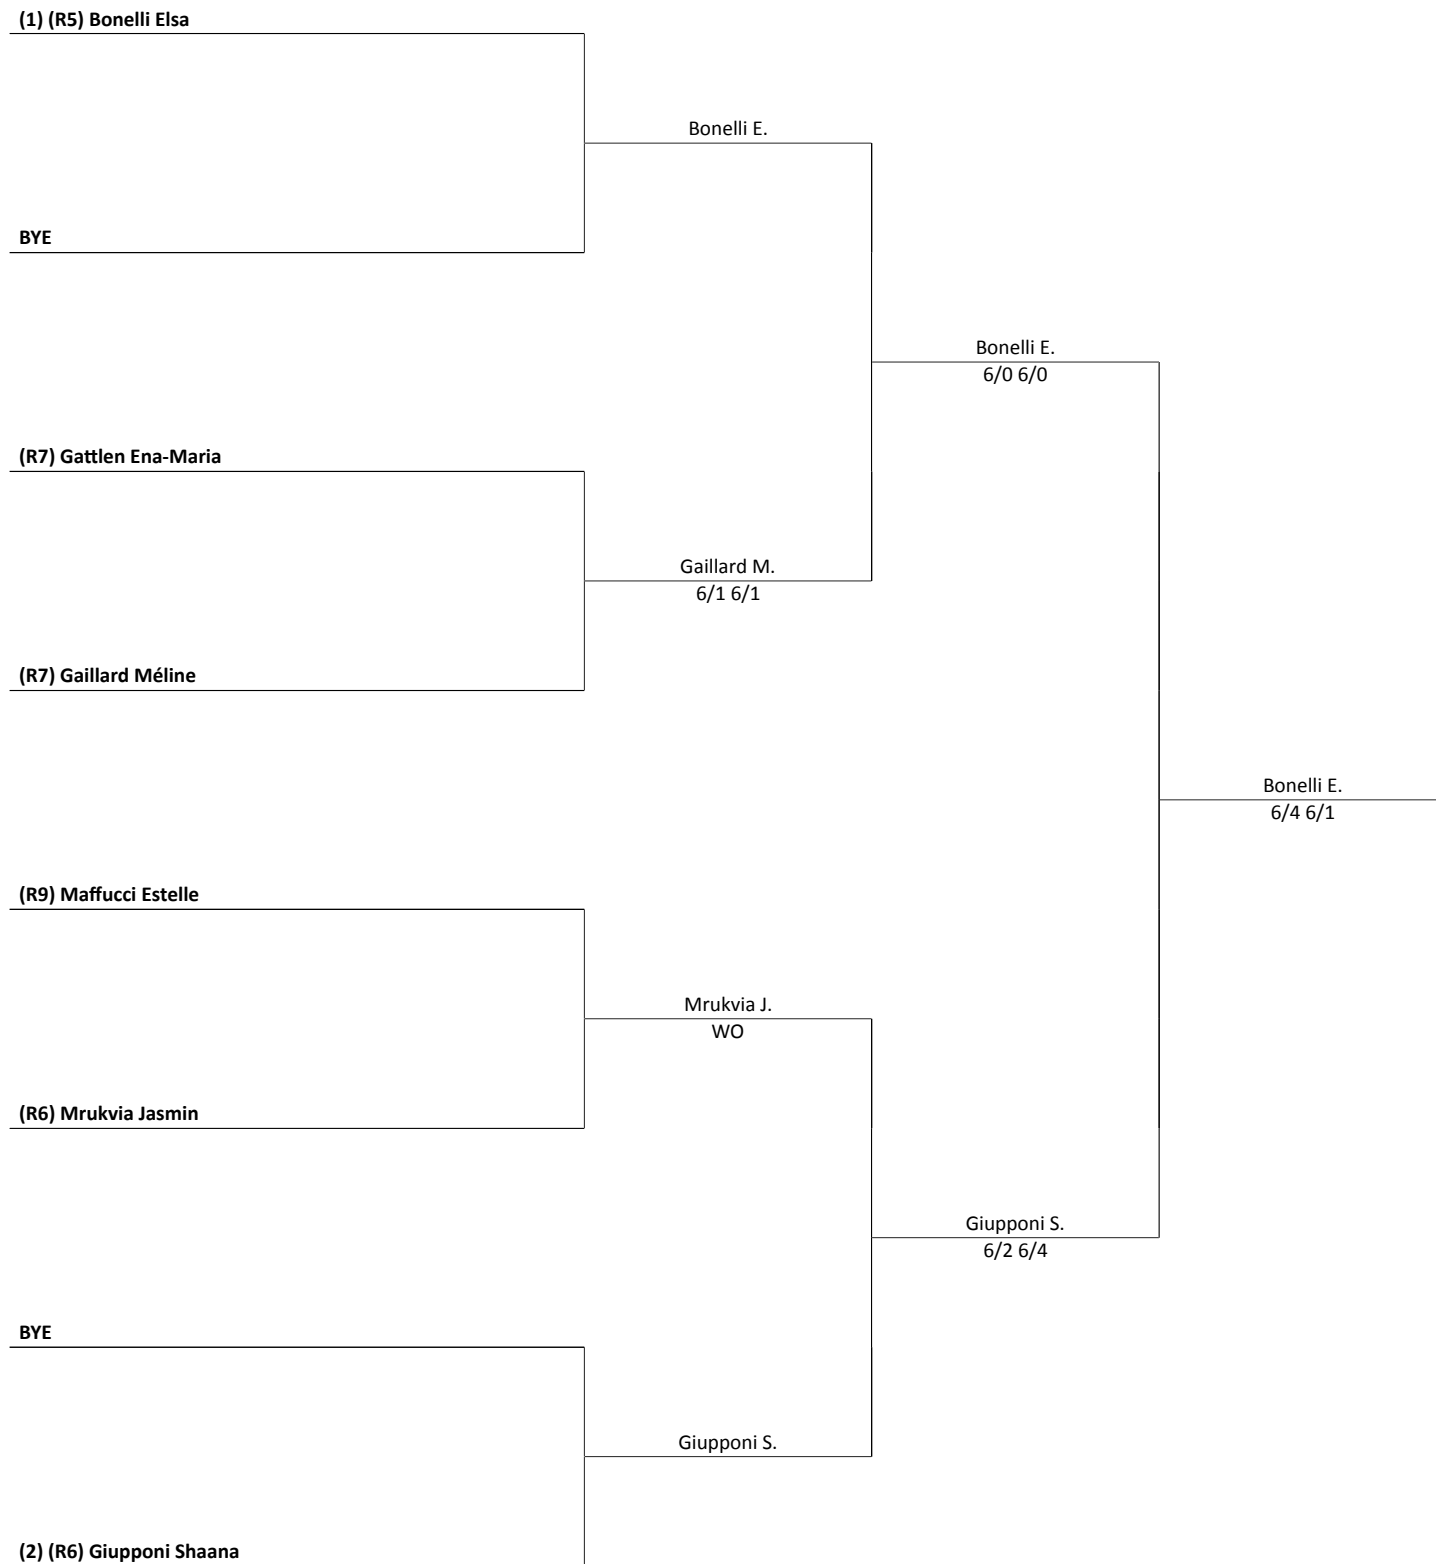 (1) (R5) Bonelli Elsa
Bonelli E.
BYE
Bonelli E.
6/0 6/0
(R7) Gattlen Ena-Maria
Gaillard M.
6/1 6/1
(R7) Gaillard Méline
Bonelli E.
6/4 6/1
(R9) Maffucci Estelle
Mrukvia J.
WO
(R6) Mrukvia Jasmin
Giupponi S.
6/2 6/4
BYE
Giupponi S.
(2) (R6) Giupponi Shaana